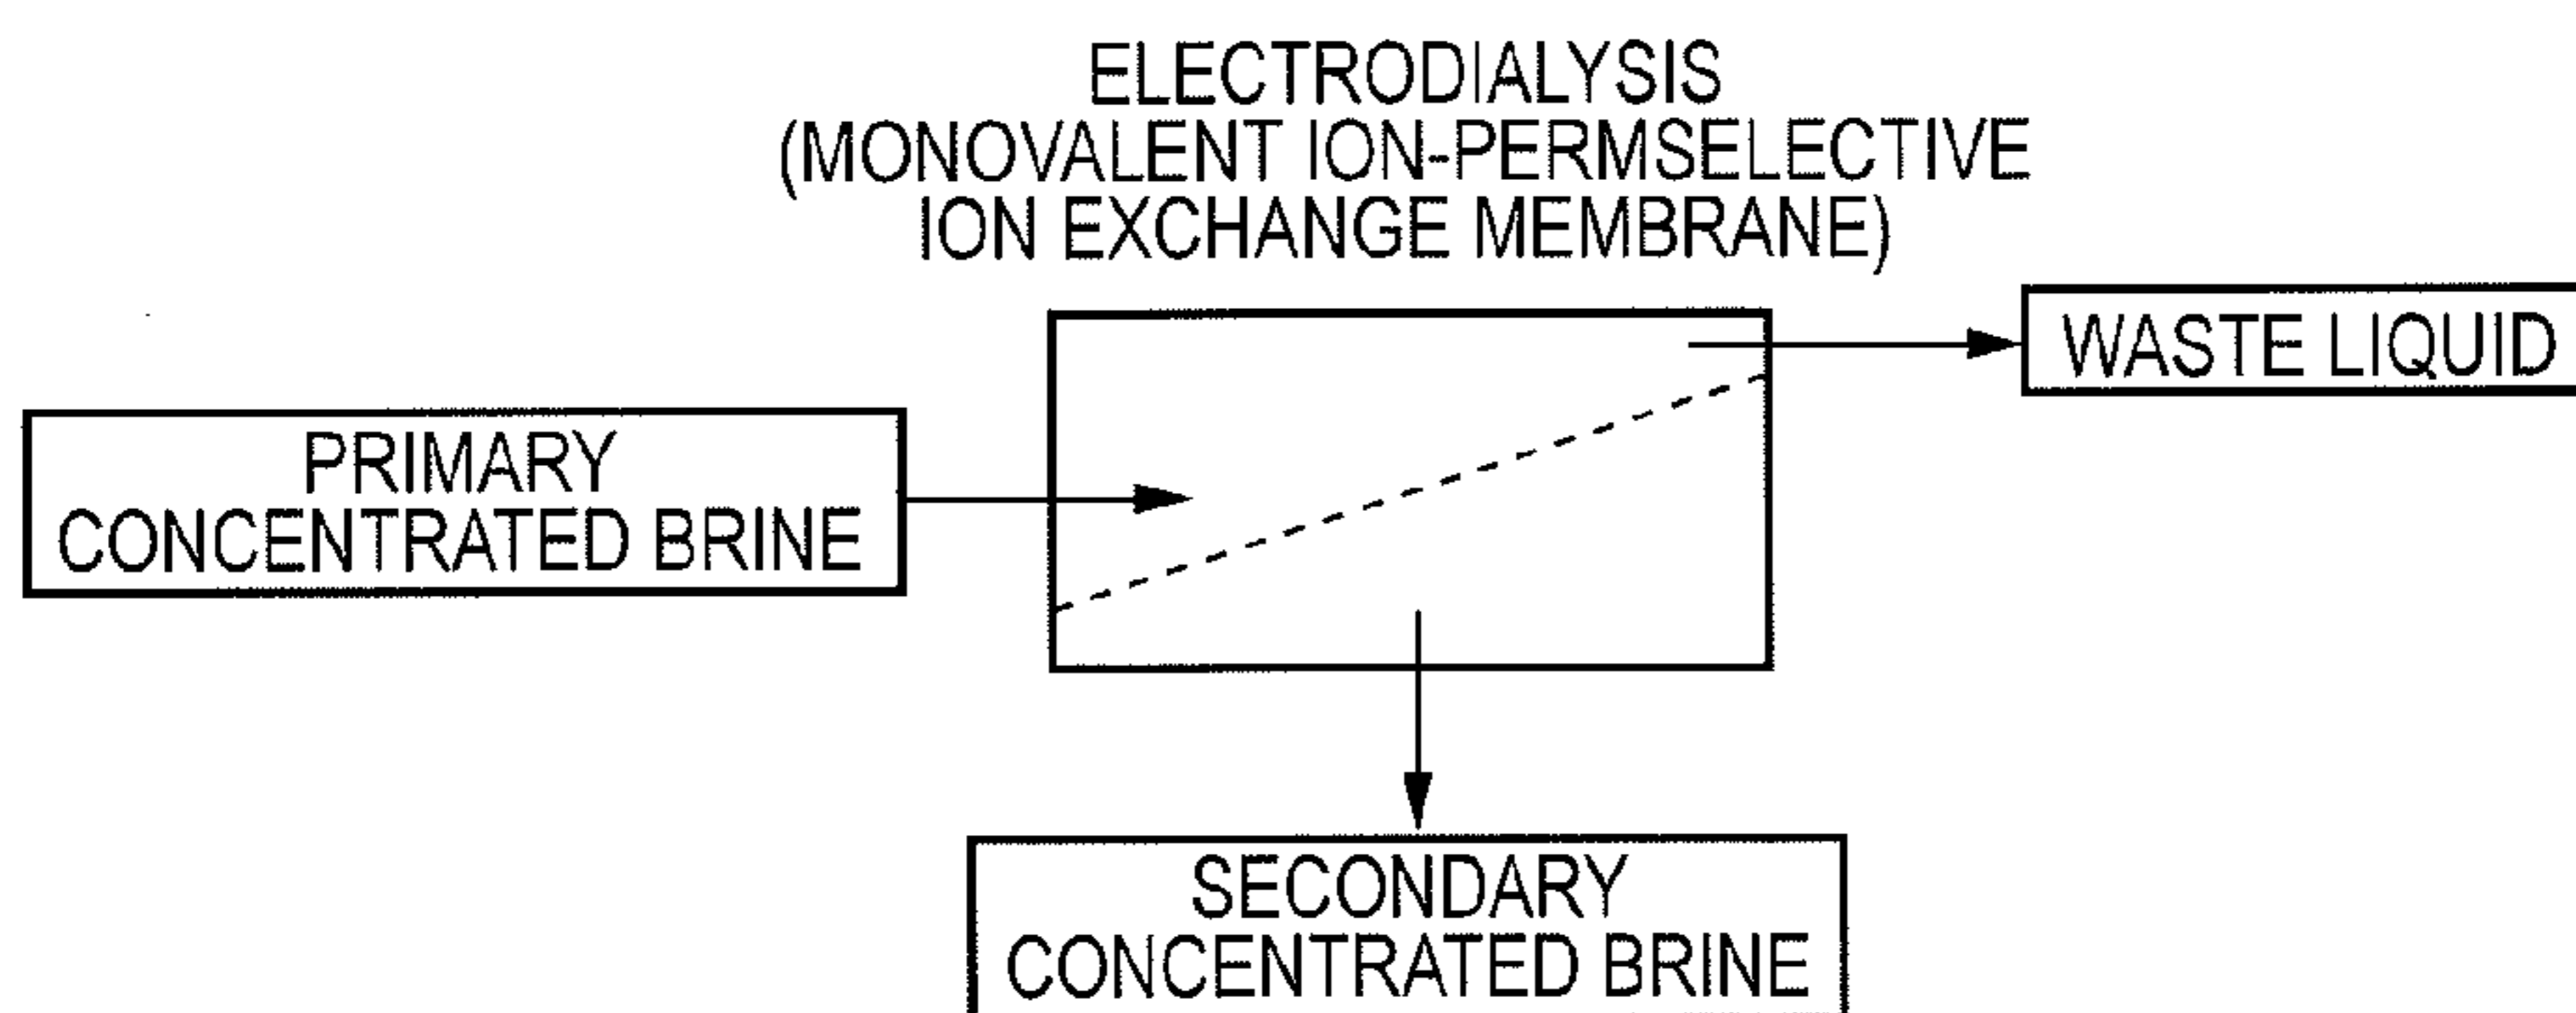 ELECTRODIALYSIS
(MONOVALENT ION-PERMSELECTIVE
ION EXCHANGE MEMBRANE)
WASTE LIQUID
PRIMARY
CONCENTRATED BRINE
SECONDARY
CONCENTRATED BRINE